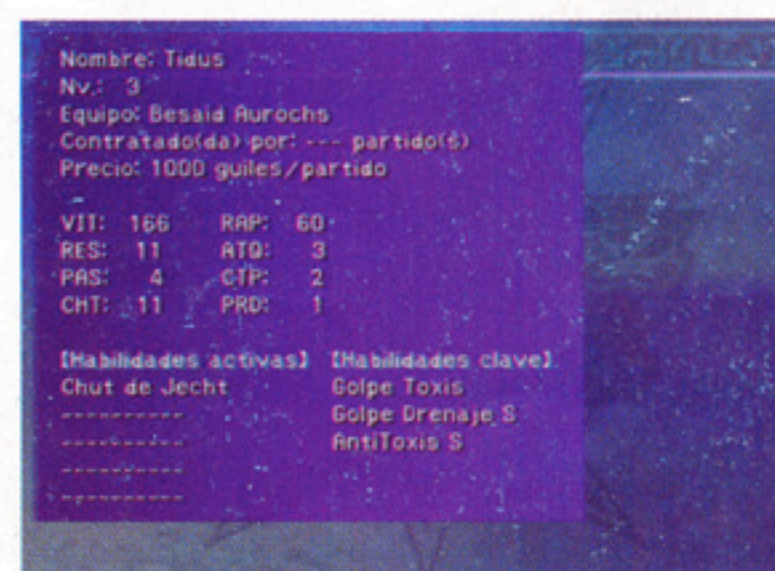 Nombre: Tidus
Nv.: 3
Equipo: Besaid Aurochs
Contratado(da) por: --- partido(s)
Precio: 1000 guiles/partido
VIT: 166 RAP: 60
RES: 11 ATQ: 3
PAS: 4 CTP: 2
CHT: 11 PRD: 1
[Habilidades activas] [Habilidades clave]
Chut de Jecht Golpe Toxis
---------- Golpe Drenaje S
---------- AntiToxis S
----------
----------